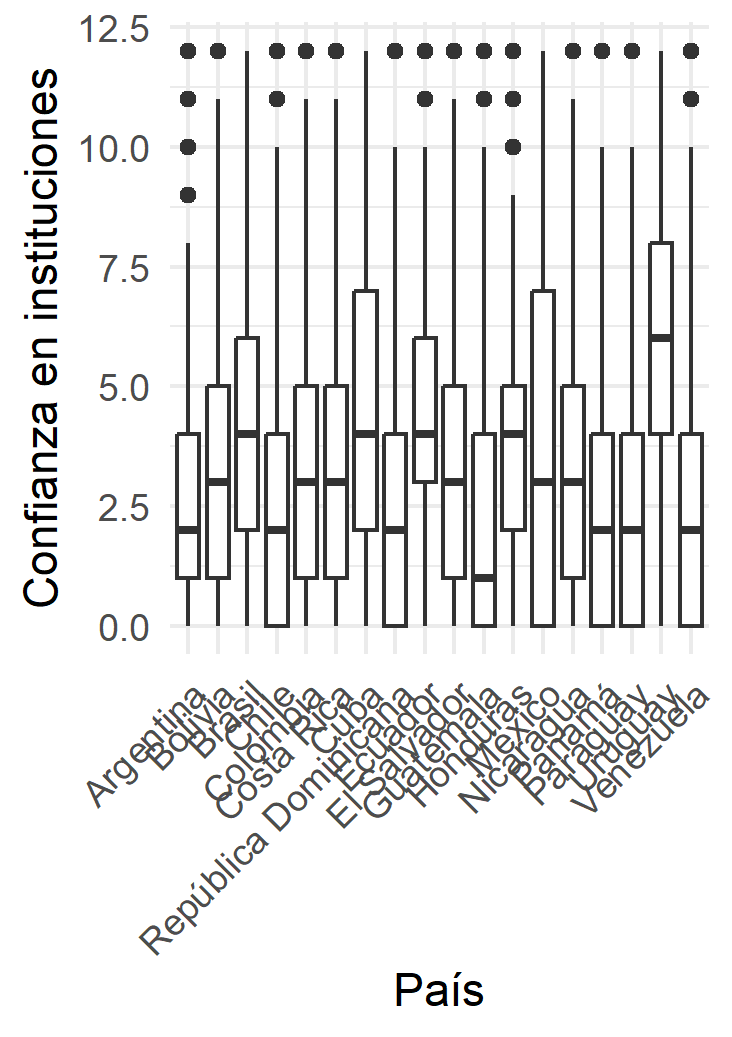 12.5
10.0
7.5
5.0
2.5
0.0
Confianza en instituciones
Argentina
Bolivia
Brasil
Chile
Colombia
Costa Rica
Cuba
República Dominicana
Ecuador
El Salvador
Guatemala
Honduras
Mexico
Nicaragua
Panamá
Paraguay
Uruguay
Venezuela
País